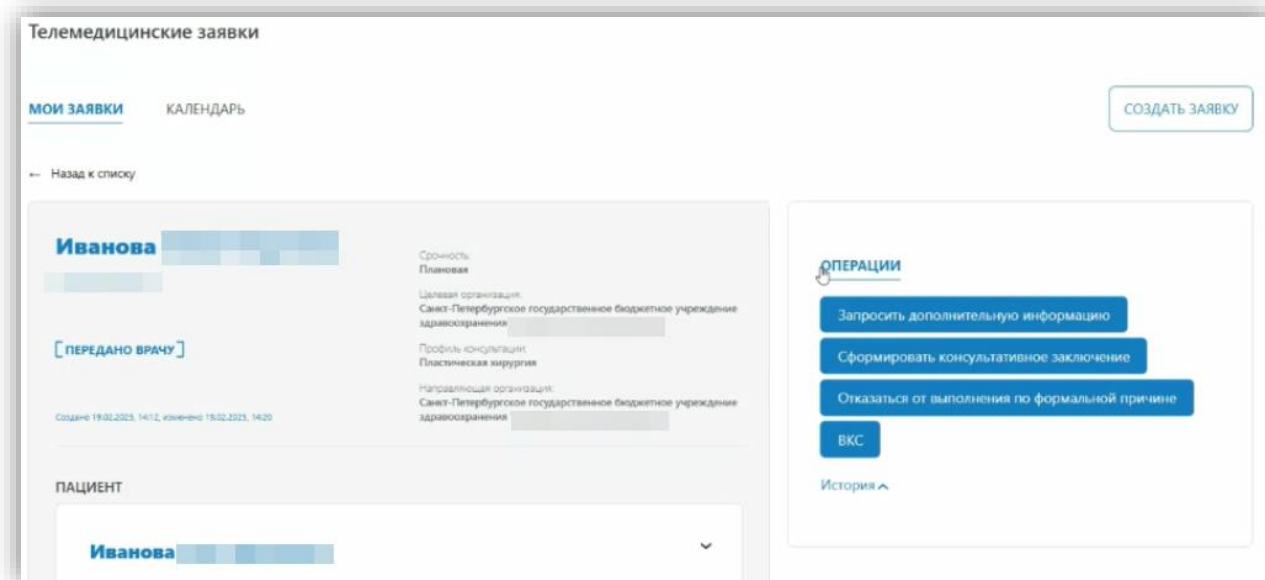 Телемедицинские заявки
МОИ ЗАЯВКИ
КАЛЕНДАРЬ
СОЗДАТЬ ЗАЯВКУ
← Назад к списку
Иванова
[ПЕРЕДАНО ВРАЧУ]
Создано 19.02.2025, 14:12, изменено 19.02.2025, 14:20
Срочность:
Плановая
Целевая организация:
Санкт-Петербургское государственное бюджетное учреждение
здравоохранения
Профиль консультации:
Пластическая хирургия
Направляющая организация:
Санкт-Петербургское государственное бюджетное учреждение
здравоохранения
ПАЦИЕНТ
Иванова
ОПЕРАЦИИ
Запросить дополнительную информацию
Сформировать консультативное заключение
Отказаться от выполнения по формальной причине
ВКС
История